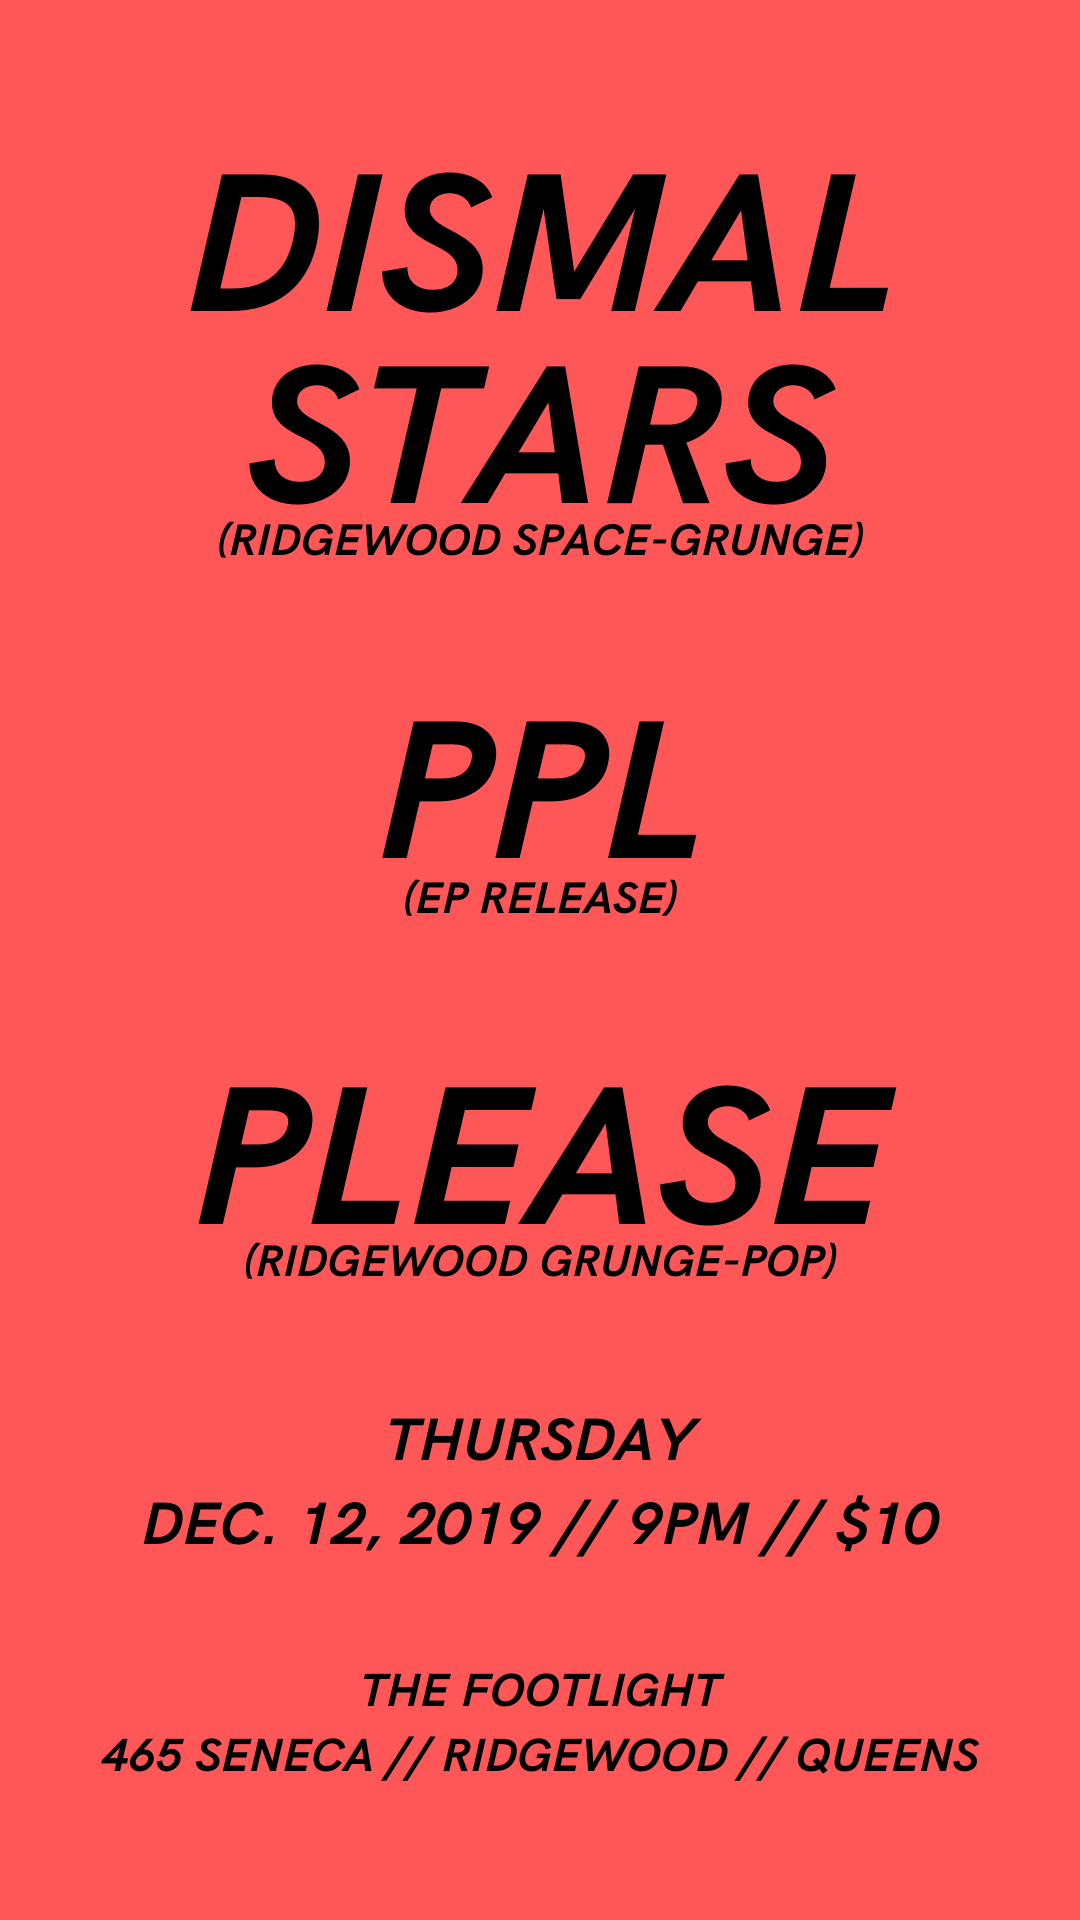 DISMAL
STARS
(RIDGEWOOD SPACE-GRUNGE)
PPL
(EP RELEASE)
PLEASE
(RIDGEWOOD GRUNGE-POP)
THURSDAY
DEC. 12, 2019 // 9PM // $10
THE FOOTLIGHT
465 SENECA // RIDGEWOOD // QUEENS